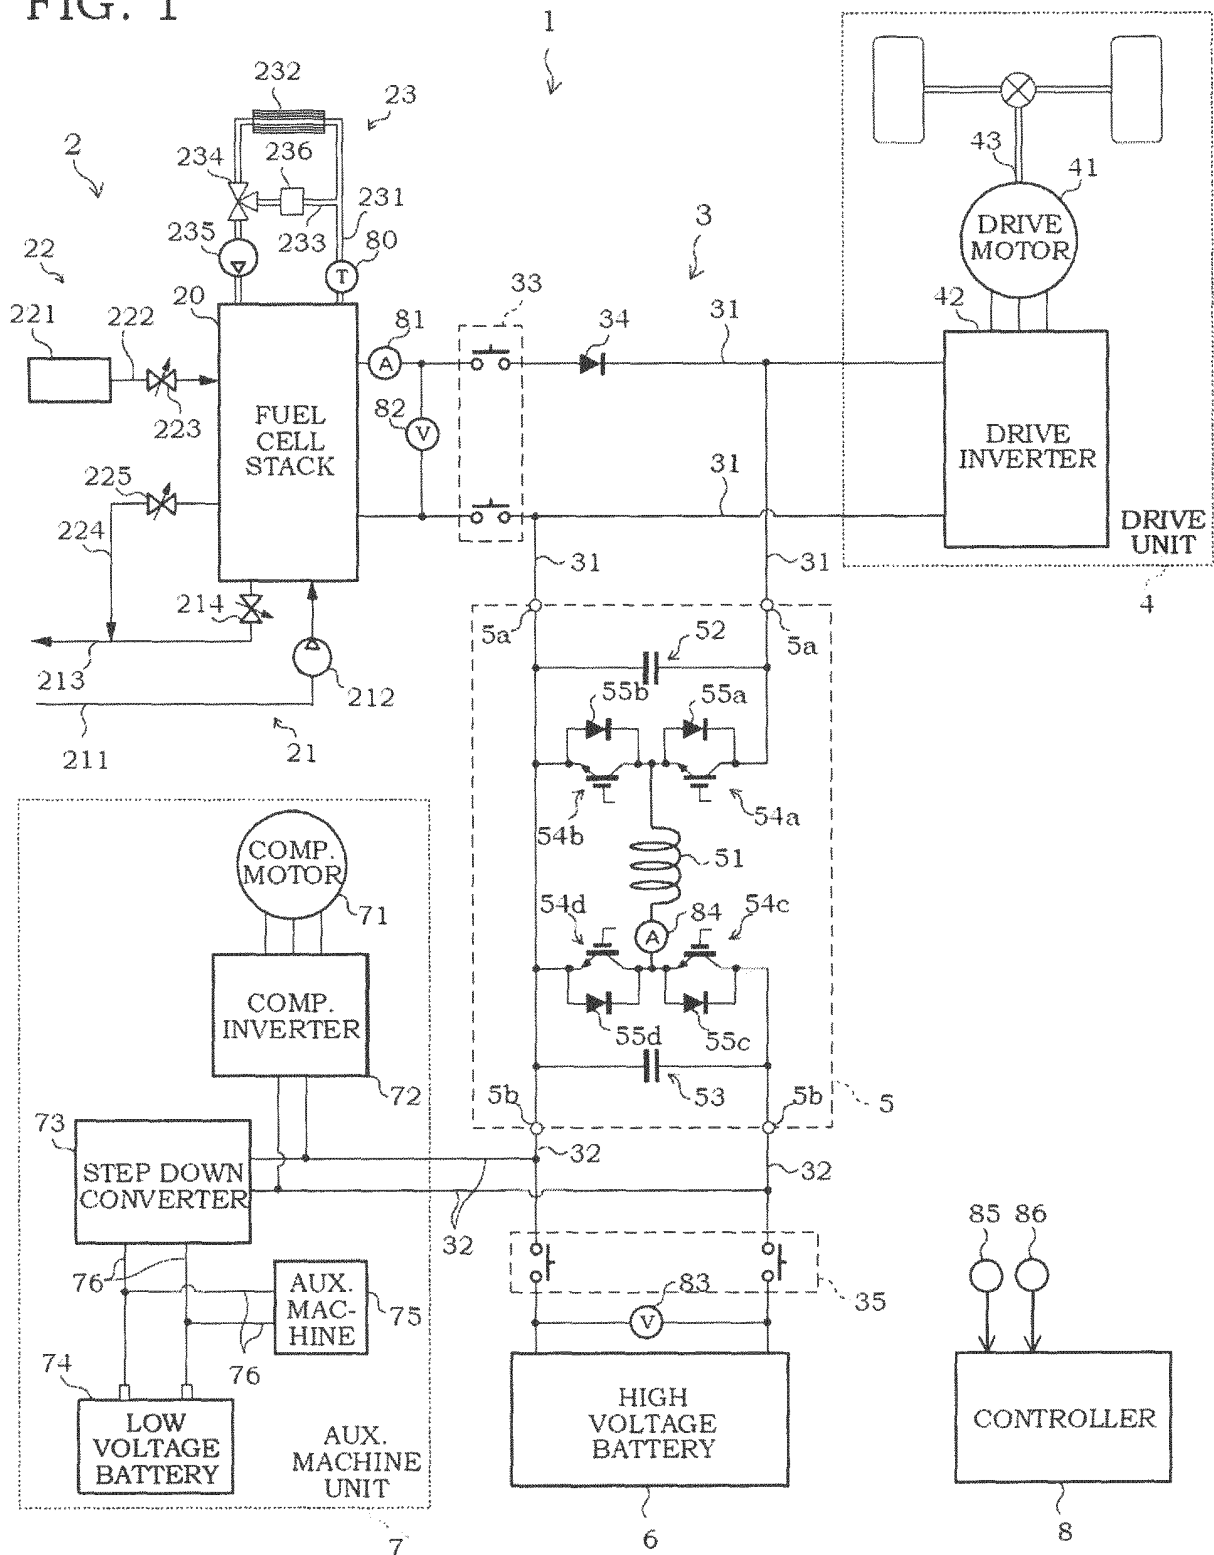 FIG. 1
1
232
23
2
234
236
43
41
DRIVE
MOTOR
235
233
231
80
T
3
22
20
33
42
221
222
81
34
31
A
223
82
V
FUEL
CELL
STACK
DRIVE
INVERTER
225
31
224
DRIVE
UNIT
31
31
4
214
5a
52
5a
213
212
55b
55a
211
21
54b
54a
COMP.
MOTOR
51
71
54d
84
54c
A
COMP.
INVERTER
55d
55c
72
5b
53
5b
5
73
32
32
STEP DOWN
CONVERTER
32
85
86
76
AUX.
MAC-
HINE
75
83
35
V
76
74
LOW
VOLTAGE
BATTERY
AUX.
MACHINE
UNIT
HIGH
VOLTAGE
BATTERY
CONTROLLER
7
6
8